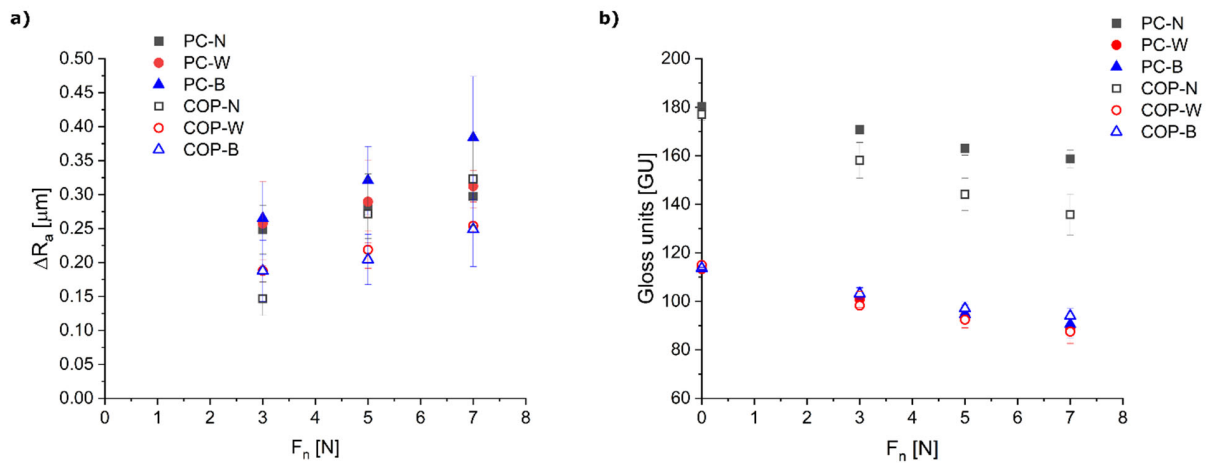 a)
PC-N
PC-W
PC-B
COP-N
COP-W
COP-B
0.50
0.45
0.40
0.35
0.30
0.25
0.20
0.15
0.10
0.05
0.00
ΔRₐ [μm]
0 1 2 3 4 5 6 7 8
Fₙ [N]
b)
PC-N
PC-W
PC-B
COP-N
COP-W
COP-B
200
180
160
140
120
100
80
60
Gloss units [GU]
0 1 2 3 4 5 6 7 8
Fₙ [N]